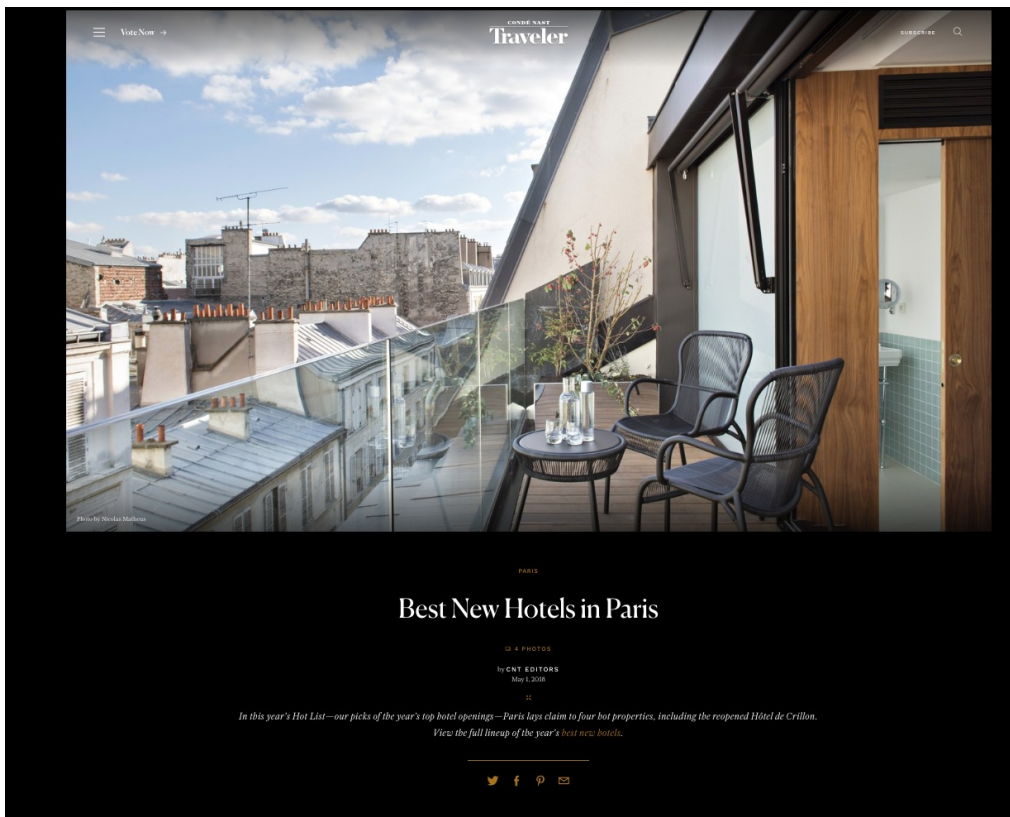 Vote Now →
CONDÉ NAST
Traveler
SUBSCRIBE
Photo by Nicolas Matheus
PARIS
Best New Hotels in Paris
4 PHOTOS
by CNT EDITORS
May 1, 2018
In this year's Hot List—our picks of the year's top hotel openings—Paris lays claim to four hot properties, including the reopened Hôtel de Crillon.
View the full lineup of the year's best new hotels.